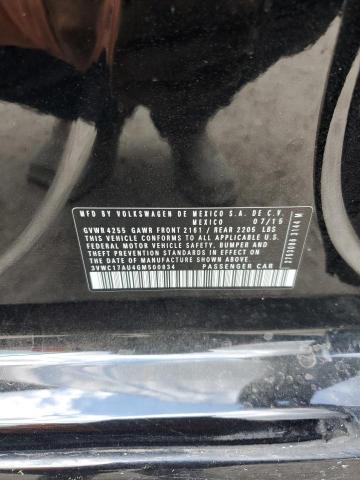 MFD BY VOLKSWAGEN DE MEXICO S.A. DE C.V.
MEXICO 07/15
GVWR 4255 GAWR FRONT 2161 / REAR 2205 LBS
THIS VEHICLE CONFORMS TO ALL APPLICABLE U.S.
FEDERAL MOTOR VEHICLE SAFETY, BUMPER AND
THEFT PREVENTION STANDARDS IN EFFECT ON THE
DATE OF MANUFACTURE SHOWN ABOVE.
3VWC17AU4GM500034 PASSENGER CAR
3144 M